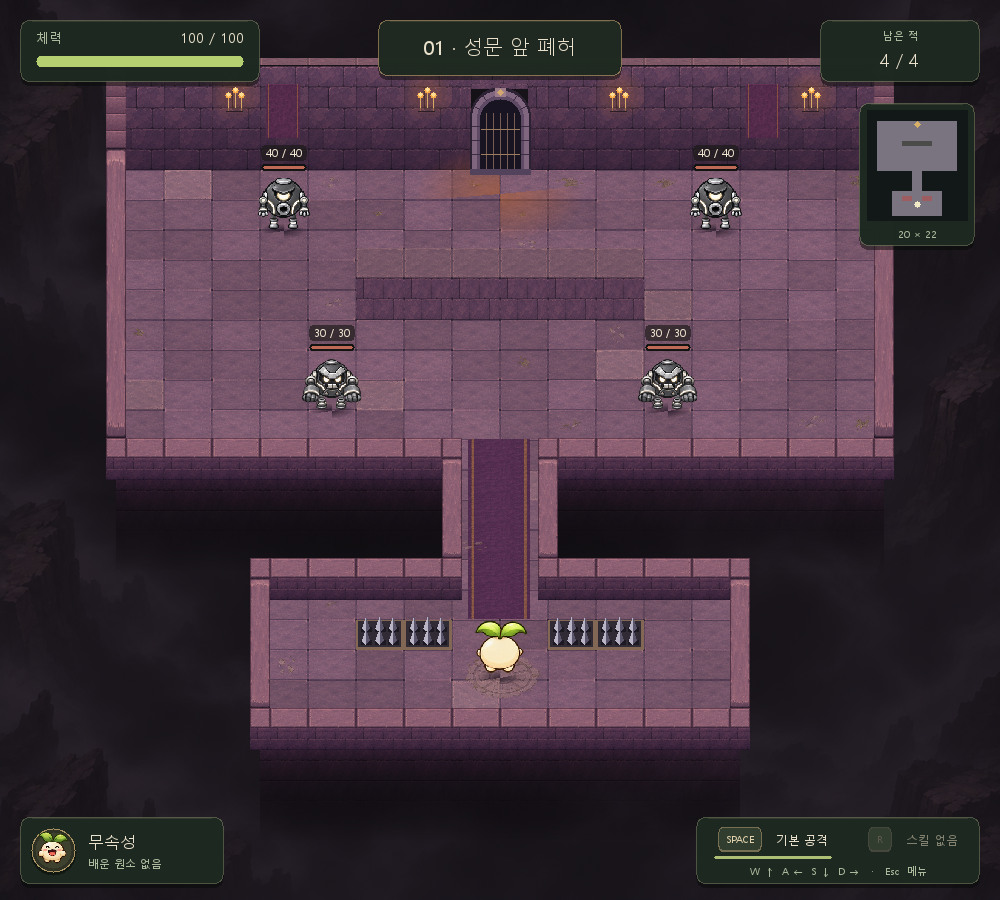 체력 100 / 100
01 · 성문 앞 폐허
남은 적
4 / 4
40 / 40
40 / 40
20 × 22
30 / 30
30 / 30
무속성
배운 원소 없음
SPACE 기본 공격 R 스킬 없음
W ↑ A ← S ↓ D → · Esc 메뉴